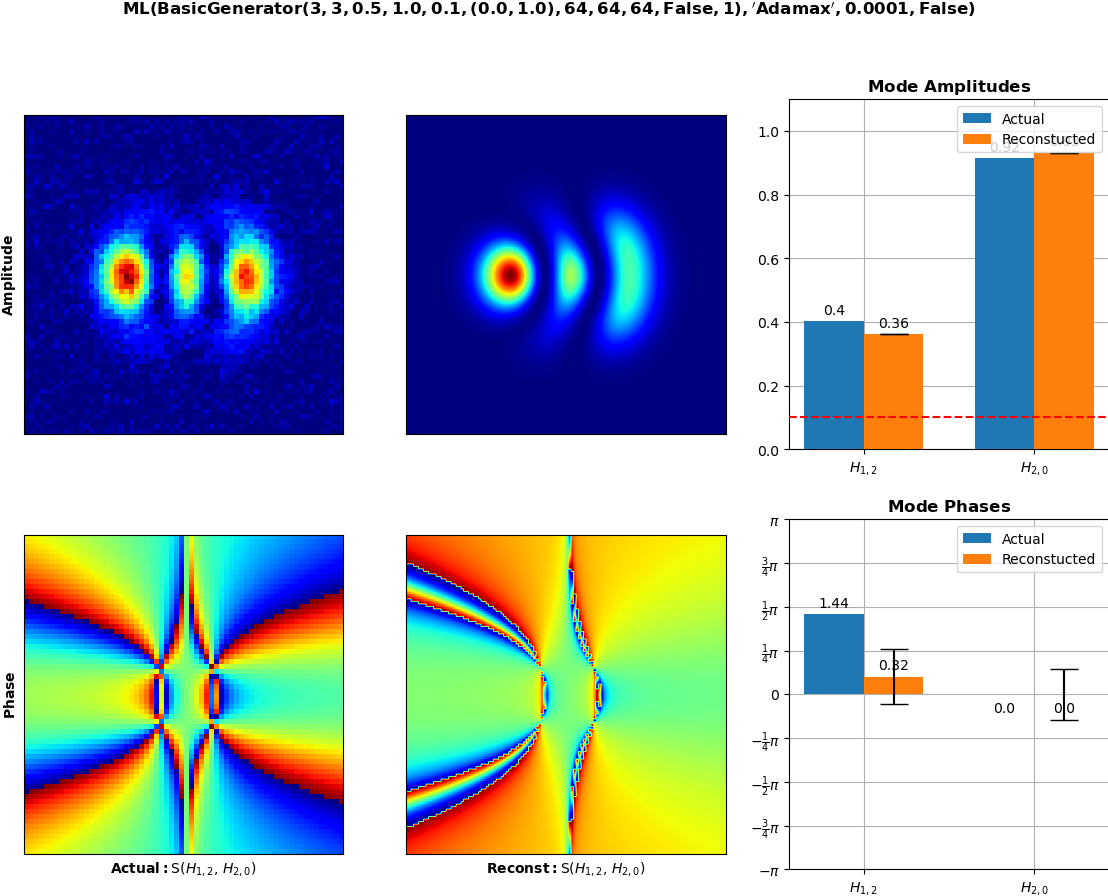 ML(BasicGenerator(3, 3, 0.5, 1.0, 0.1, (0.0, 1.0), 64, 64, 64, False, 1), ′Adamax′, 0.0001, False)
Amplitude
Mode Amplitudes
Actual
Reconstucted
1.0
0.8
0.6
0.4
0.2
0.0
0.4
0.36
0.92
H1, 2
H2, 0
Phase
Actual: S(H1, 2, H2, 0)
Reconst: S(H1, 2, H2, 0)
Mode Phases
Actual
Reconstucted
π
3/4π
1/2π
1/4π
0
−1/4π
−1/2π
−3/4π
−π
1.44
0.32
0.0
0.0
H1, 2
H2, 0